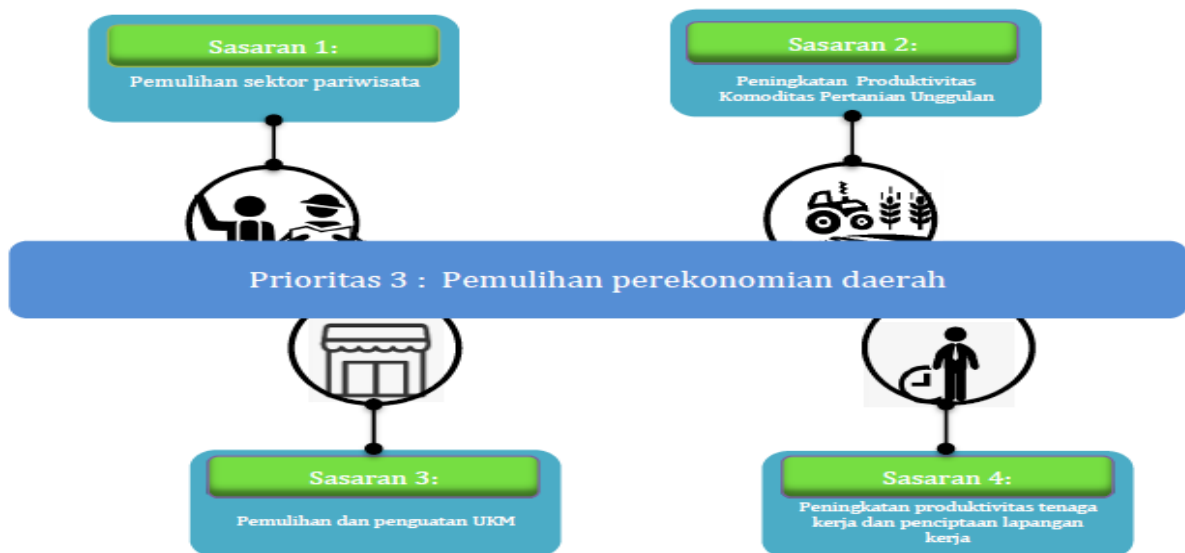 Sasaran 1:
Pemulihan sektor pariwisata
Sasaran 2:
Peningkatan Produktivitas
Komoditas Pertanian Unggulan
Prioritas 3 : Pemulihan perekonomian daerah
Sasaran 3:
Pemulihan dan penguatan UKM
Sasaran 4:
Peningkatan produktivitas tenaga
kerja dan penciptaan lapangan
kerja